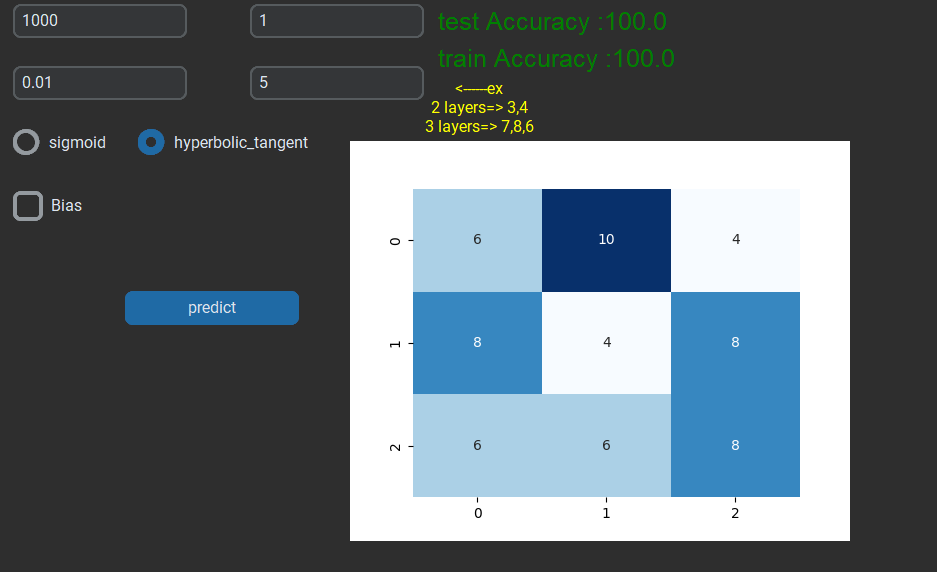 1000 1 test Accuracy :100.0
train Accuracy :100.0
0.01 5 <-----ex
2 layers=> 3,4
3 layers=> 7,8,6
sigmoid hyperbolic_tangent
Bias
predict
0 6 10 4
1 8 4 8
2 6 6 8
0 1 2